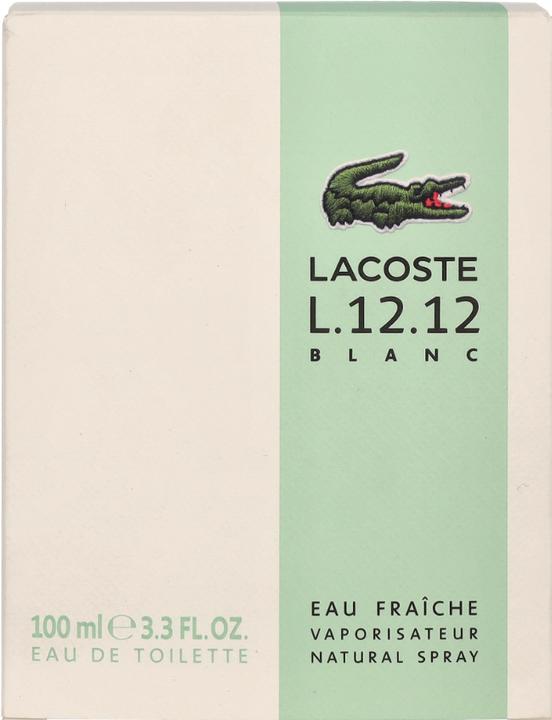 LACOSTE
L.12.12
BLANC
100 ml ℮ 3.3 FL.OZ.
EAU DE TOILETTE
EAU FRAÎCHE
VAPORISATEUR
NATURAL SPRAY